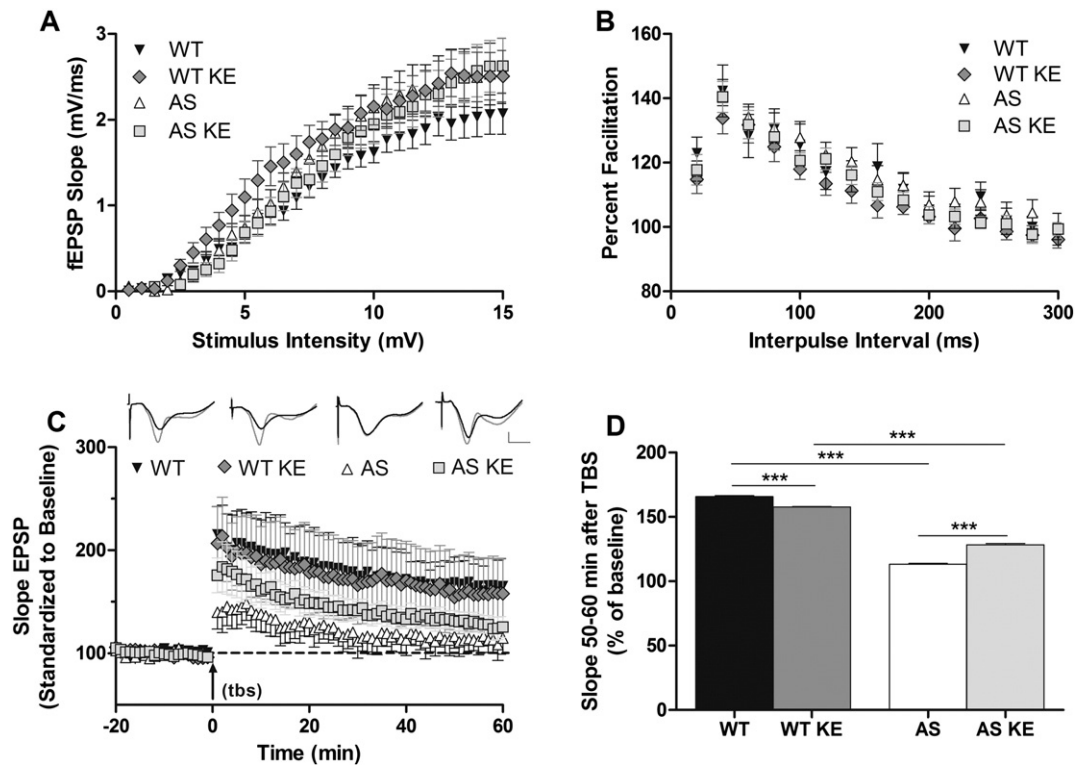 A
WT
WT KE
AS
AS KE
fEPSP Slope (mV/ms)
3
2
1
0
0
5
10
15
Stimulus Intensity (mV)
B
WT
WT KE
AS
AS KE
Percent Facilitation
160
140
120
100
80
0
100
200
300
Interpulse Interval (ms)
C
WT
WT KE
AS
AS KE
Slope EPSP
(Standardized to Baseline)
300
250
200
150
100
50
(tbs)
-20
0
20
40
60
Time (min)
D
Slope 50-60 min after TBS
(% of baseline)
200
150
100
50
0
***
***
***
***
WT
WT KE
AS
AS KE